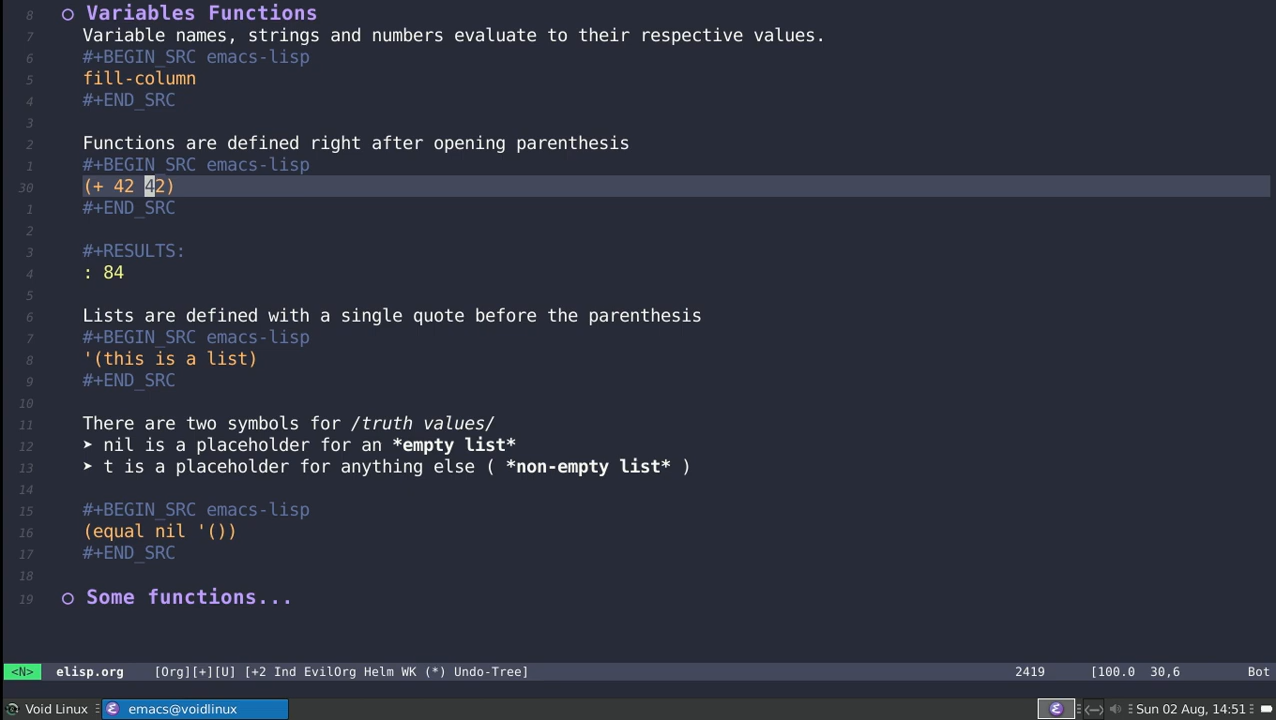 8 ○ Variables Functions
7 Variable names, strings and numbers evaluate to their respective values.
6 #+BEGIN_SRC emacs-lisp
5 fill-column
4 #+END_SRC
3
2 Functions are defined right after opening parenthesis
1 #+BEGIN_SRC emacs-lisp
30 (+ 42 42)
1 #+END_SRC
2
3 #+RESULTS:
4 : 84
5
6 Lists are defined with a single quote before the parenthesis
7 #+BEGIN_SRC emacs-lisp
8 '(this is a list)
9 #+END_SRC
10
11 There are two symbols for /truth values/
12 ➤ nil is a placeholder for an *empty list*
13 ➤ t is a placeholder for anything else ( *non-empty list* )
14
15 #+BEGIN_SRC emacs-lisp
16 (equal nil '())
17 #+END_SRC
18
19 ○ Some functions...
<N> elisp.org [Org][+][U] [+2 Ind EvilOrg Helm WK (*) Undo-Tree] 2419 [100.0 30,6 Bot
Void Linux emacs@voidlinux Sun 02 Aug, 14:51